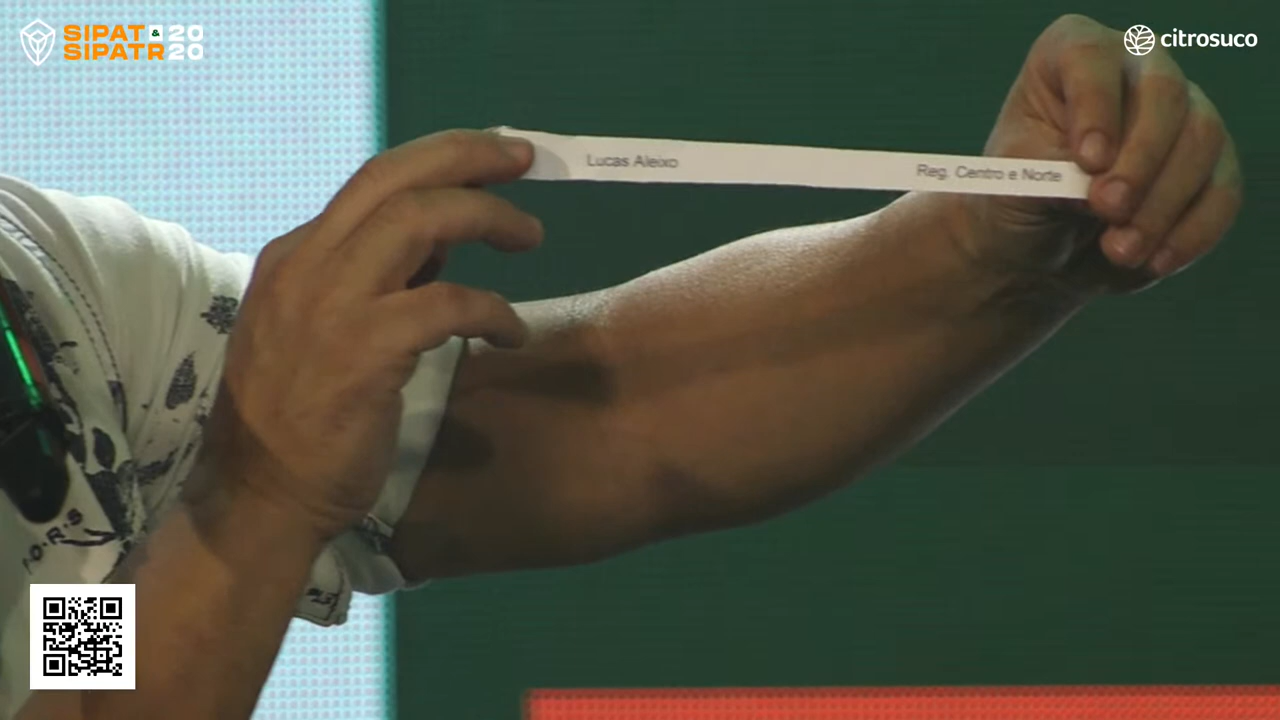 SIPAT & 20
SIPATR 20
citrosuco
Lucas Aleixo
Reg. Centro e Norte